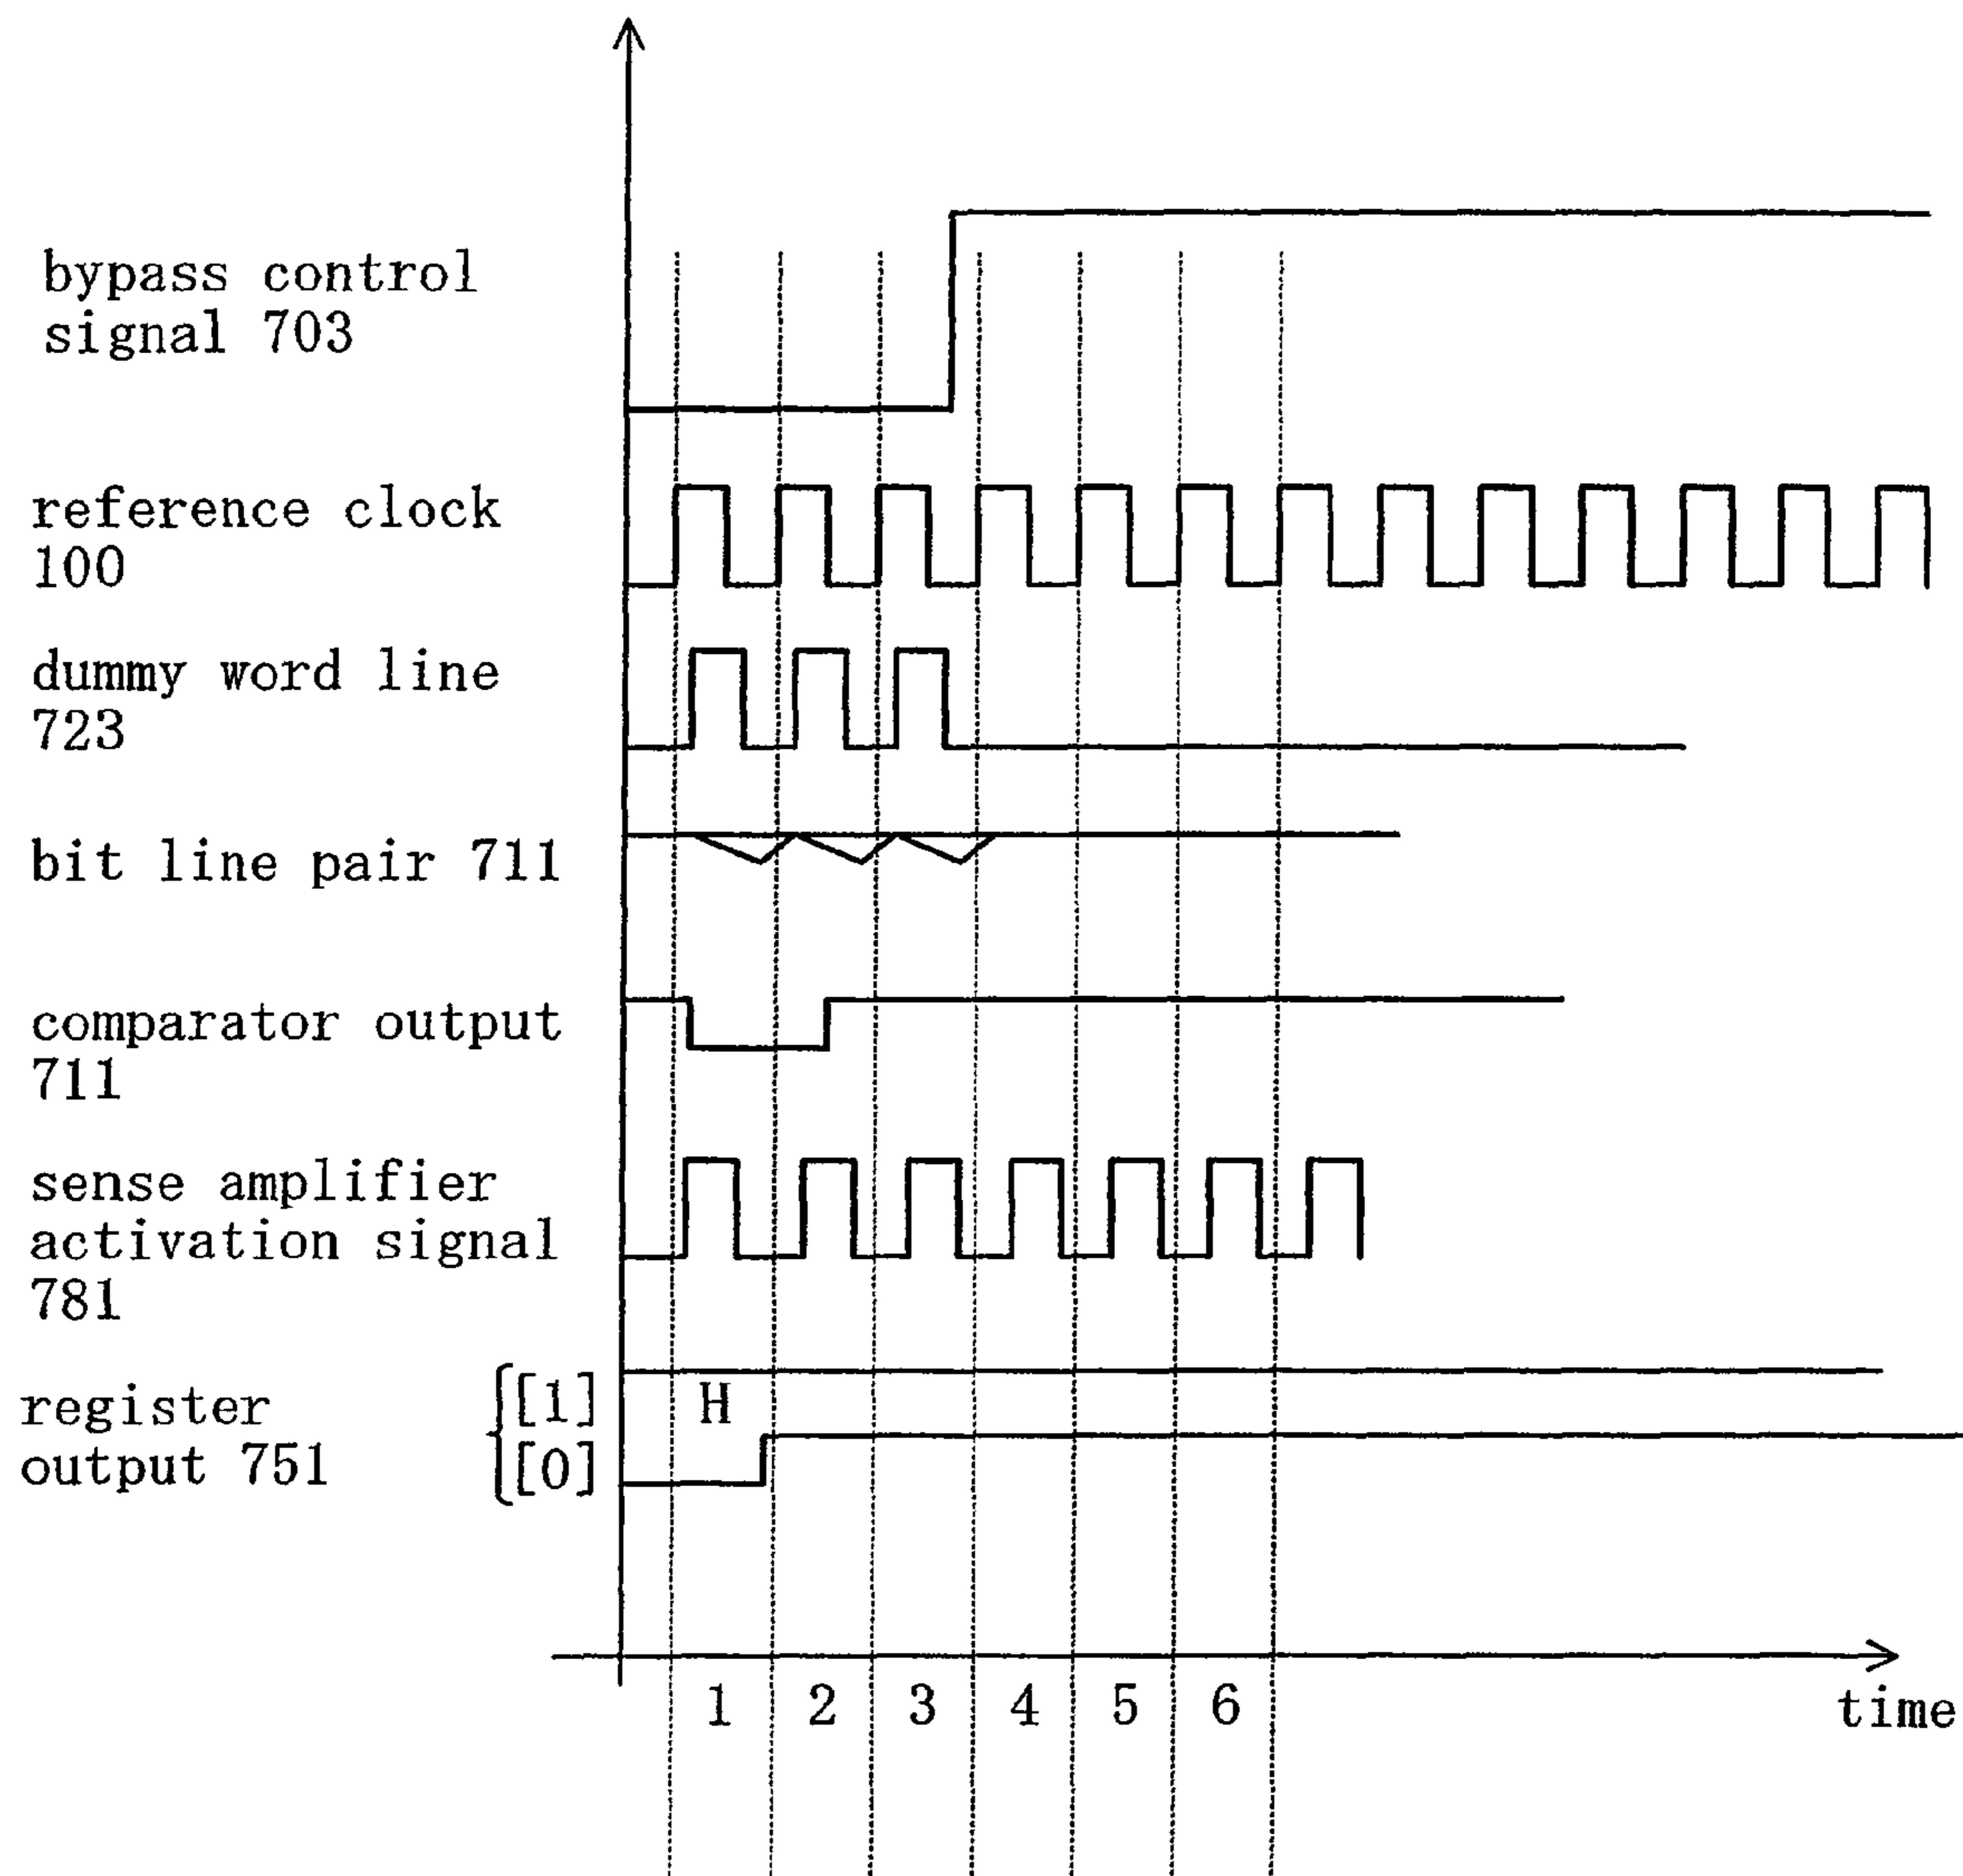 bypass control
signal 703
reference clock
100
dummy word line
723
bit line pair 711
comparator output
711
sense amplifier
activation signal
781
register
output 751
[1]
[0]
H
1 2 3 4 5 6
time